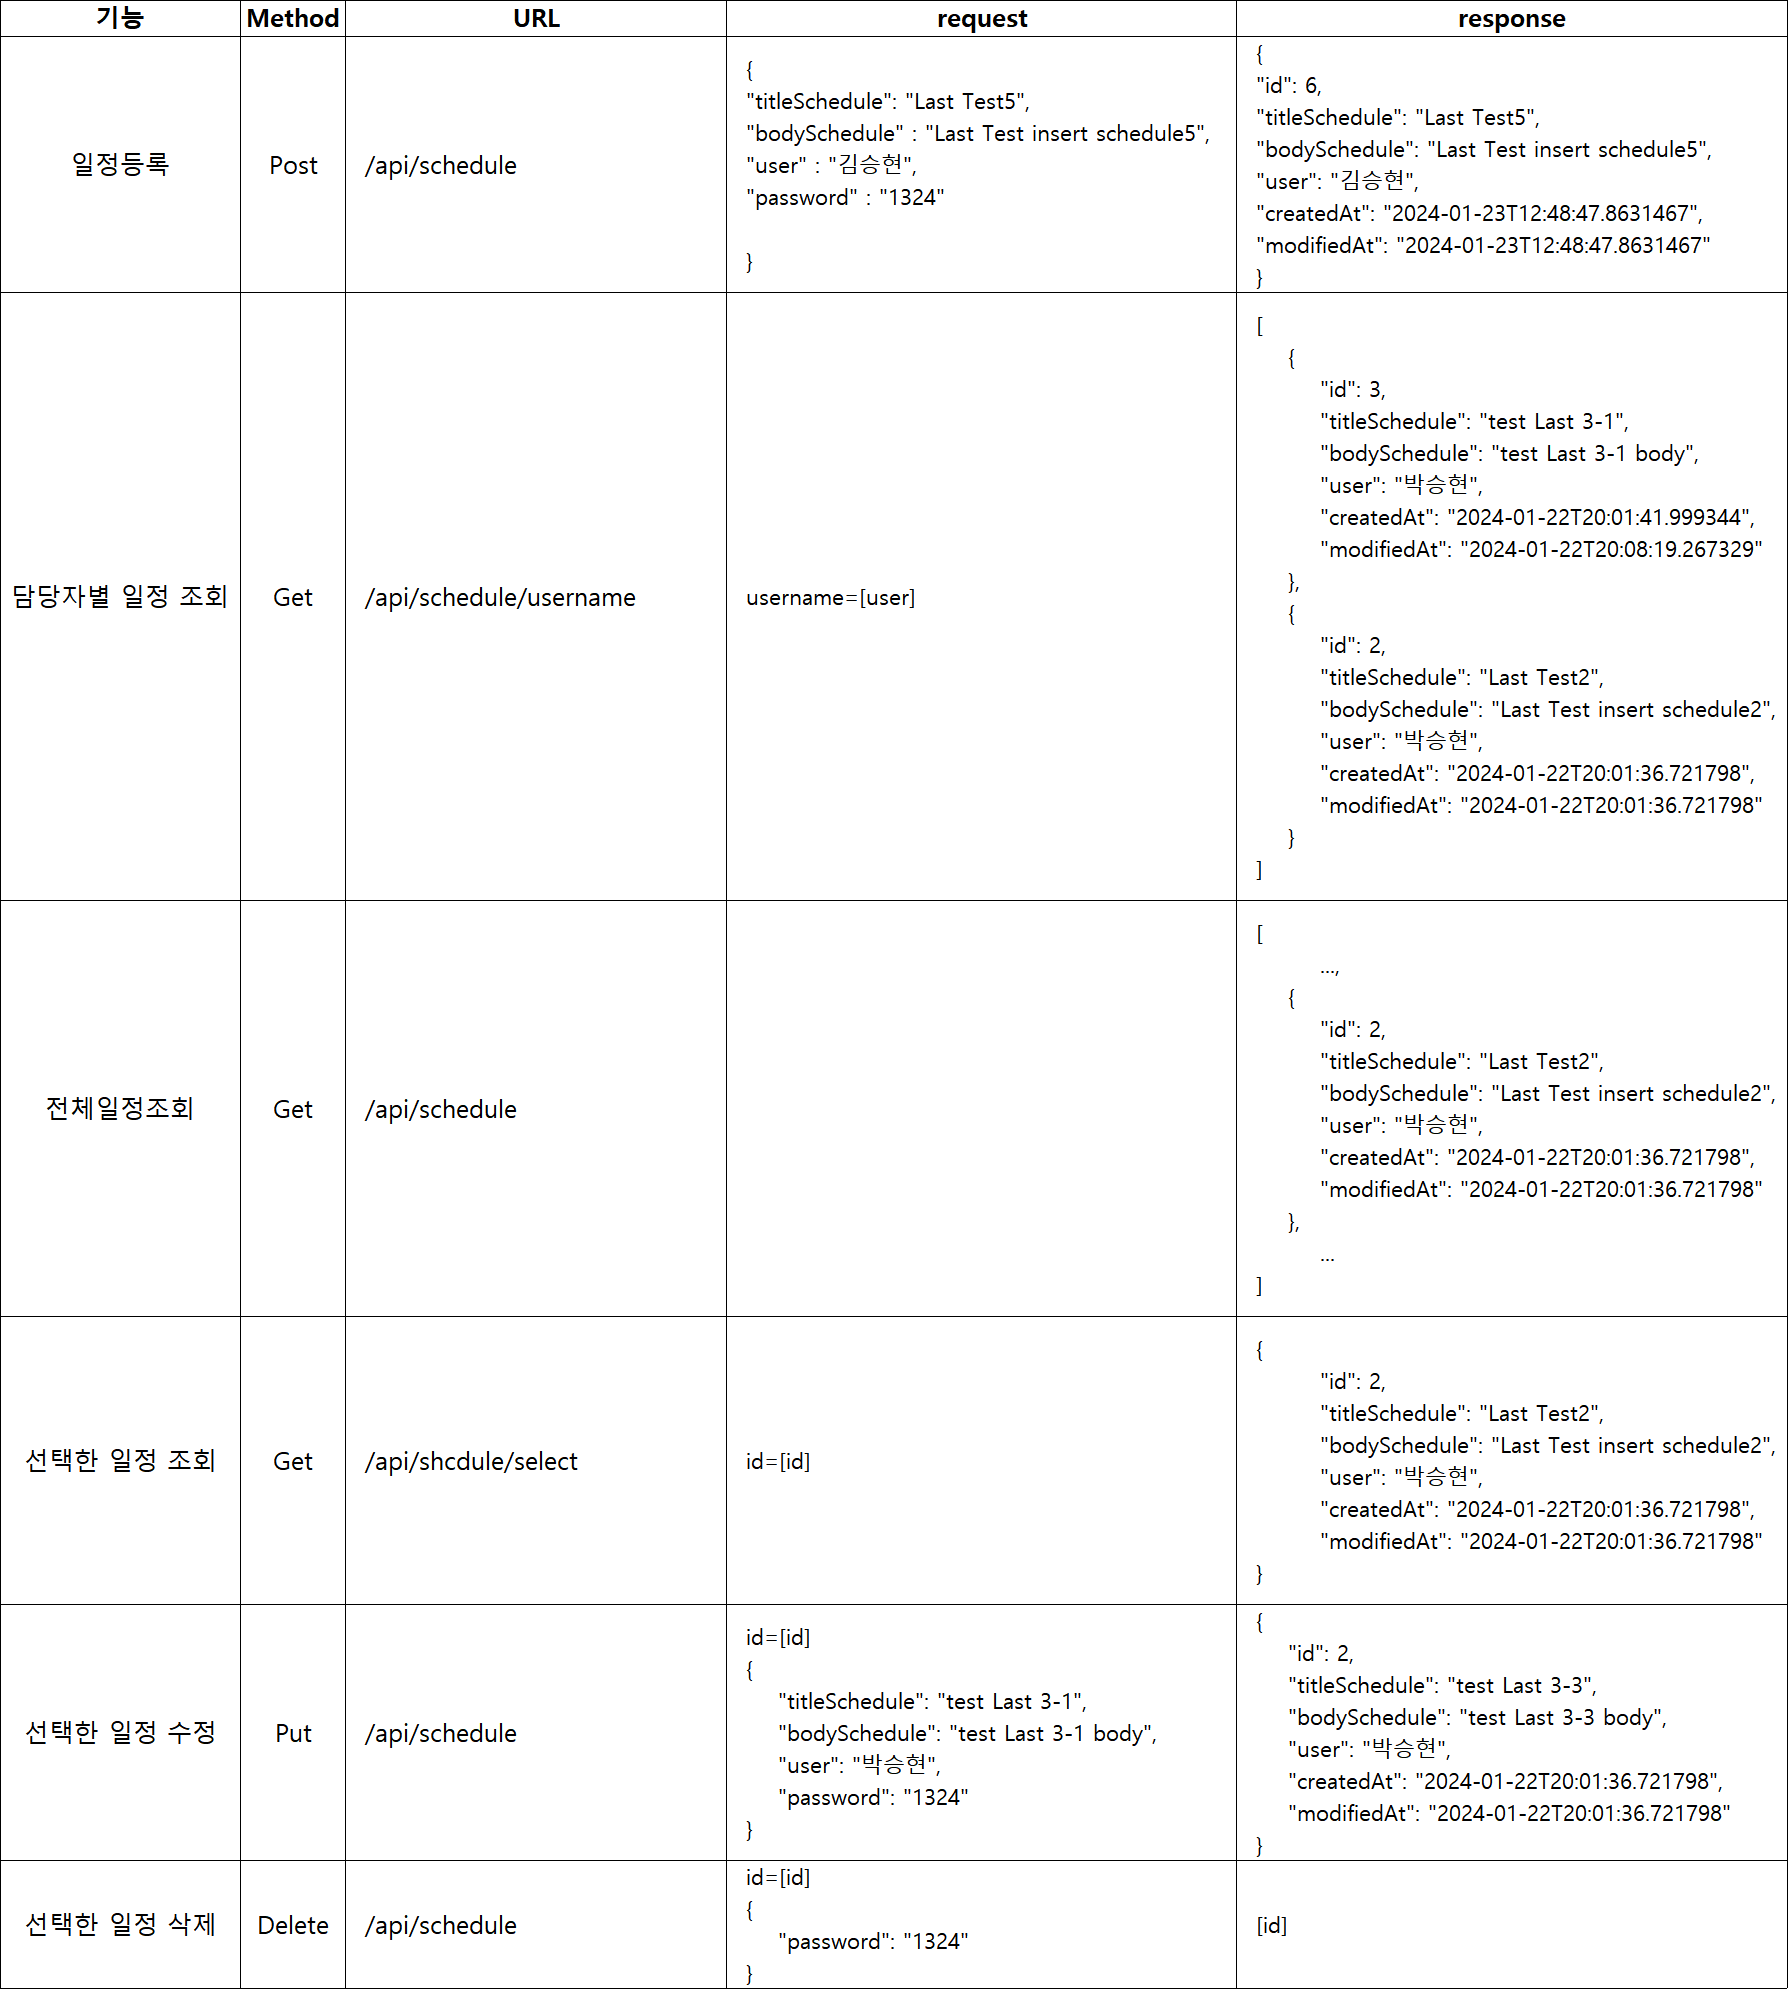 기능 Method URL request response
일정등록 Post /api/schedule
{
"titleSchedule": "Last Test5",
"bodySchedule" : "Last Test insert schedule5",
"user" : "김승현",
"password" : "1324"
}
{
"id": 6,
"titleSchedule": "Last Test5",
"bodySchedule": "Last Test insert schedule5",
"user": "김승현",
"createdAt": "2024-01-23T12:48:47.8631467",
"modifiedAt": "2024-01-23T12:48:47.8631467"
}
담당자별 일정 조회 Get /api/schedule/username
username=[user]
[
{
"id": 3,
"titleSchedule": "test Last 3-1",
"bodySchedule": "test Last 3-1 body",
"user": "박승현",
"createdAt": "2024-01-22T20:01:41.999344",
"modifiedAt": "2024-01-22T20:08:19.267329"
},
{
"id": 2,
"titleSchedule": "Last Test2",
"bodySchedule": "Last Test insert schedule2",
"user": "박승현",
"createdAt": "2024-01-22T20:01:36.721798",
"modifiedAt": "2024-01-22T20:01:36.721798"
}
]
전체일정조회 Get /api/schedule
[
...,
{
"id": 2,
"titleSchedule": "Last Test2",
"bodySchedule": "Last Test insert schedule2",
"user": "박승현",
"createdAt": "2024-01-22T20:01:36.721798",
"modifiedAt": "2024-01-22T20:01:36.721798"
},
...
]
선택한 일정 조회 Get /api/shcdule/select
id=[id]
{
"id": 2,
"titleSchedule": "Last Test2",
"bodySchedule": "Last Test insert schedule2",
"user": "박승현",
"createdAt": "2024-01-22T20:01:36.721798",
"modifiedAt": "2024-01-22T20:01:36.721798"
}
선택한 일정 수정 Put /api/schedule
id=[id]
{
"titleSchedule": "test Last 3-1",
"bodySchedule": "test Last 3-1 body",
"user": "박승현",
"password": "1324"
}
{
"id": 2,
"titleSchedule": "test Last 3-3",
"bodySchedule": "test Last 3-3 body",
"user": "박승현",
"createdAt": "2024-01-22T20:01:36.721798",
"modifiedAt": "2024-01-22T20:01:36.721798"
}
선택한 일정 삭제 Delete /api/schedule
id=[id]
{
"password": "1324"
}
[id]